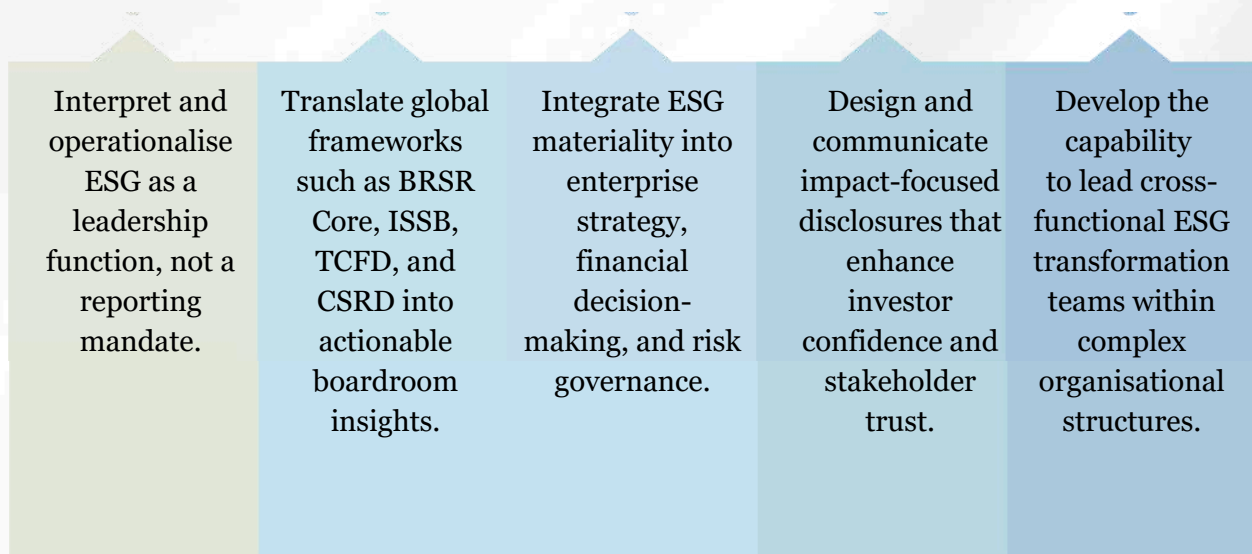 Interpret and
operationalise
ESG as a
leadership
function, not a
reporting
mandate.
Translate global
frameworks
such as BRSR
Core, ISSB,
TCFD, and
CSRD into
actionable
boardroom
insights.
Integrate ESG
materiality into
enterprise
strategy,
financial
decision-
making, and risk
governance.
Design and
communicate
impact-focused
disclosures that
enhance
investor
confidence and
stakeholder
trust.
Develop the
capability
to lead cross-
functional ESG
transformation
teams within
complex
organisational
structures.